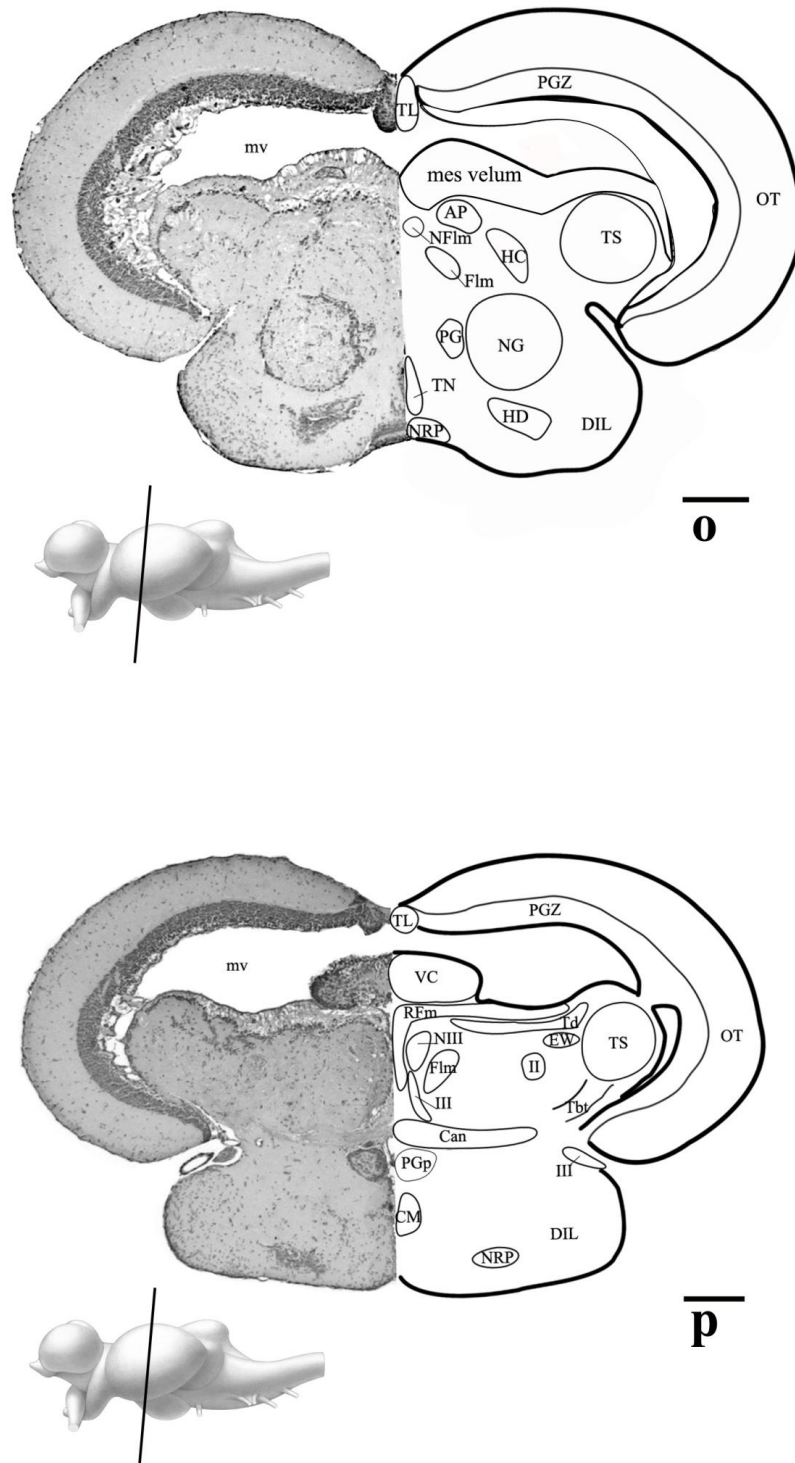 PGZ
TL
mv
mes velum
OT
AP
TS
NFlm
HC
Flm
PG
NG
TN
HD
DIL
NRP
o
TL
PGZ
mv
VC
RFm
Td
NIII
EW
TS
OT
Flm
II
III
Tbt
Can
PGp
III
CM
DIL
NRP
p